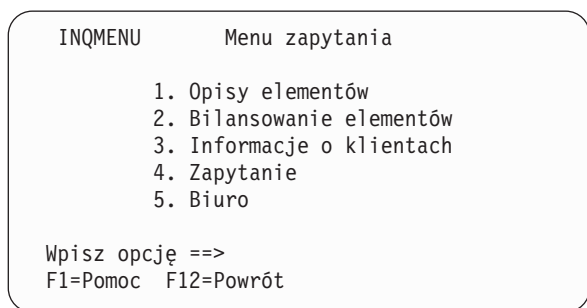 INQMENU Menu zapytania
1. Opisy elementów
2. Bilansowanie elementów
3. Informacje o klientach
4. Zapytanie
5. Biuro
Wpisz opcję ==>
F1=Pomoc F12=Powrót